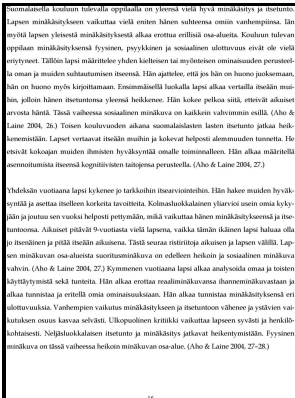 Suomalaisella koulun tulevalla oppilaalla on yleensä vielä hyvä minäkäsitys ja itsetunto.
Lapsen minäkäsitykseen vaikuttaa vielä eniten hänen suhteensa omiin vanhempiinsa. Iän
myötä lapsen yleisestä minäkäsityksestä alkaa erottua erillisiä osa-alueita. Kouluun tulevan
oppilaan minäkäsityksensä fyysinen, psyykkinen ja sosiaalinen ulottuvuus eivät ole vielä
eriytyneet. Tällöin lapsi määrittelee yhden kielteisen tai myönteisen ominaisuuden perusteel-
la oman ja muiden suhtautumisen itseensä. Hän ajattelee, että jos hän on huono juoksemaan,
hän on huono myös kirjoittamaan. Ensimmäisellä luokalla lapsi alkaa vertailla itseään mui-
hin, jolloin hänen itsetuntonsa yleensä heikkenee. Hän kokee pelkoa siitä, etteivät aikuiset
arvosta häntä. Tässä vaiheessa sosiaalinen minäkuva on kaikkein vahvimmin esillä. (Aho &
Laine 2004, 26.) Toisen kouluvuoden aikana suomalaislasten lasten itsetunto jatkaa heik-
kenemistään. Lapset vertaavat itseään muihin ja kokevat helposti alemmuuden tunnetta. He
etsivät kokoajan muiden ihmisten hyväksyntää omalle toiminnalleen. Hän alkaa määritellä
asennoitumista itseensä kognitiivisten taitojensa perusteella. (Aho & Laine 2004, 27.)
Yhdeksän vuotiaana lapsi kykenee jo tarkkoihin itsearviointeihin. Hän hakee muiden hyväk-
syntää ja asettaa itselleen korkeita tavoitteita. Kolmasluokkalainen yliarvioi usein omia kyky-
jään ja joutuu sen vuoksi helposti pettymään, mikä vaikuttaa hänen minäkäsitykseensä ja itse-
tuntoonsa. Aikuiset pitävät 9-vuotiasta vielä lapsena, vaikka tämän ikäinen lapsi haluaa olla
jo itsenäinen ja pitää itseään aikuisena. Tästä seuraa ristiriitoja aikuisen ja lapsen välillä. Lap-
sen minäkuvan osa-alueista suoritusminäkuva on edelleen heikoin ja sosiaalinen minäkuva
vahvin. (Aho & Laine 2004, 27.) Kymmenen vuotiaana lapsi alkaa analysoida omaa ja toisten
käyttäytymistä sekä tunteita. Hän alkaa erottaa reaaliminäkuvansa ihanneminäkuvastaan ja
alkaa tunnistaa ja eritellä omia ominaisuuksiaan. Hän alkaa tunnistaa minäkäsityksensä eri
ulottuvuuksia. Vanhempien vaikutus minäkäsitykseen ja itsetuntoon vähenee ja ystävien vai-
kutuksen osuus kasvaa selvästi. Ulkopuolinen kritiikki vaikuttaa lapseen syvästi ja henkilö-
kohtaisesti. Neljäsluokkalaisen itsetunto ja minäkäsitys jatkavat heikentymistään. Fyysinen
minäkuva on tässä vaiheessa heikoin minäkuvan osa-alue. (Aho & Laine 2004, 27–28.)